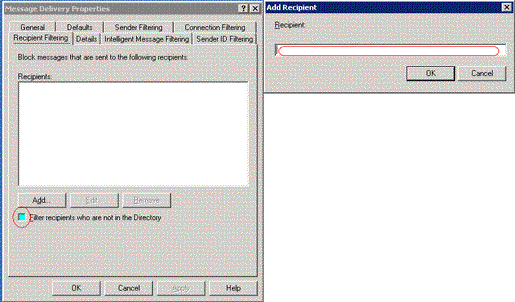 Message Delivery Properties
General Defaults Sender Filtering Connection Filtering
Recipient Filtering Details Intelligent Message Filtering Sender ID Filtering
Block messages that are sent to the following recipients:
Recipients:
Add... Edit Remove
Filter recipients who are not in the Directory
OK Cancel Apply Help
Add Recipient
Recipient:
OK Cancel